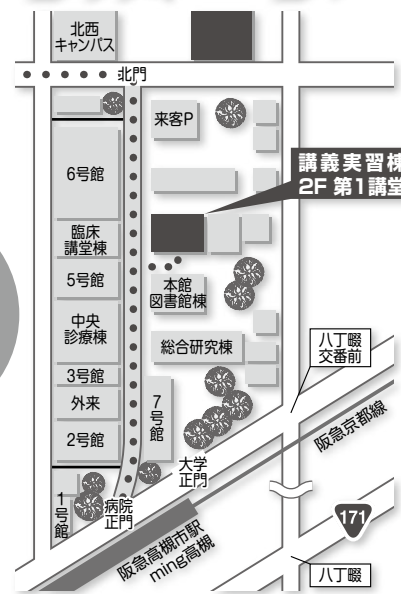 北西
キャンパス
北門
来客P
6号館
講義実習棟
2F 第1講堂
臨床
講堂棟
5号館
本館
図書館棟
中央
診療棟
総合研究棟
八丁畷
交番前
3号館
外来
7号館
2号館
阪急京都線
大学
正門
1号館
病院
正門
171
阪急高槻市駅
ming高槻
八丁畷